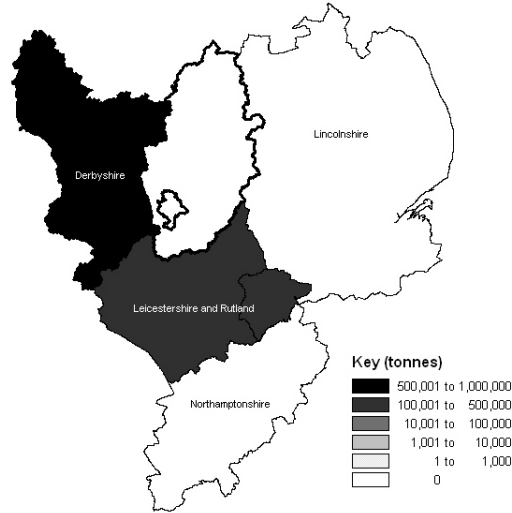 Lincolnshire
Derbyshire
Leicestershire and Rutland
Northamptonshire
Key (tonnes)
500,001 to 1,000,000
100,001 to 500,000
10,001 to 100,000
1,001 to 10,000
1 to 1,000
0